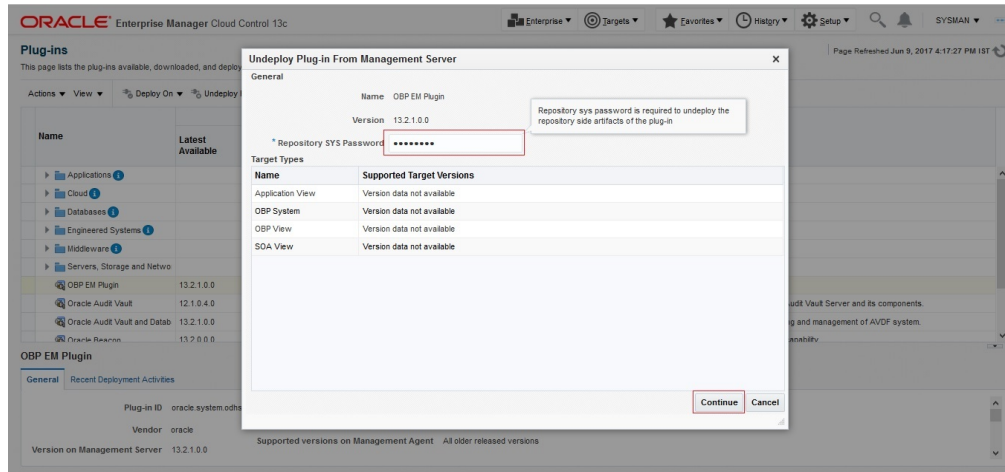 ORACLE Enterprise Manager Cloud Control 13c
Enterprise Targets Favorites History Setup SYSMAN
Plug-ins
Page Refreshed Jun 9, 2017 4:17:27 PM IST
This page lists the plug-ins available, downloaded, and deploy
Actions View Deploy On Undeploy
Name
Latest Available
Applications
Cloud
Databases
Engineered Systems
Middleware
Servers, Storage and Netwo
OBP EM Plugin 13.2.1.0.0
Oracle Audit Vault 12.1.0.4.0
udit Vault Server and its components.
Oracle Audit Vault and Datab 13.2.1.0.0
g and management of AVDF system.
Oracle Beacon 13.2.0.0.0
apability.
Undeploy Plug-in From Management Server
General
Name OBP EM Plugin
Version 13.2.1.0.0
Repository sys password is required to undeploy the
repository side artifacts of the plug-in
* Repository SYS Password ••••••••
Target Types
Name Supported Target Versions
Application View Version data not available
OBP System Version data not available
OBP View Version data not available
SOA View Version data not available
Continue Cancel
OBP EM Plugin
General Recent Deployment Activities
Plug-in ID oracle.system.odhs
Vendor oracle
Version on Management Server 13.2.1.0.0
Supported versions on Management Agent All older released versions